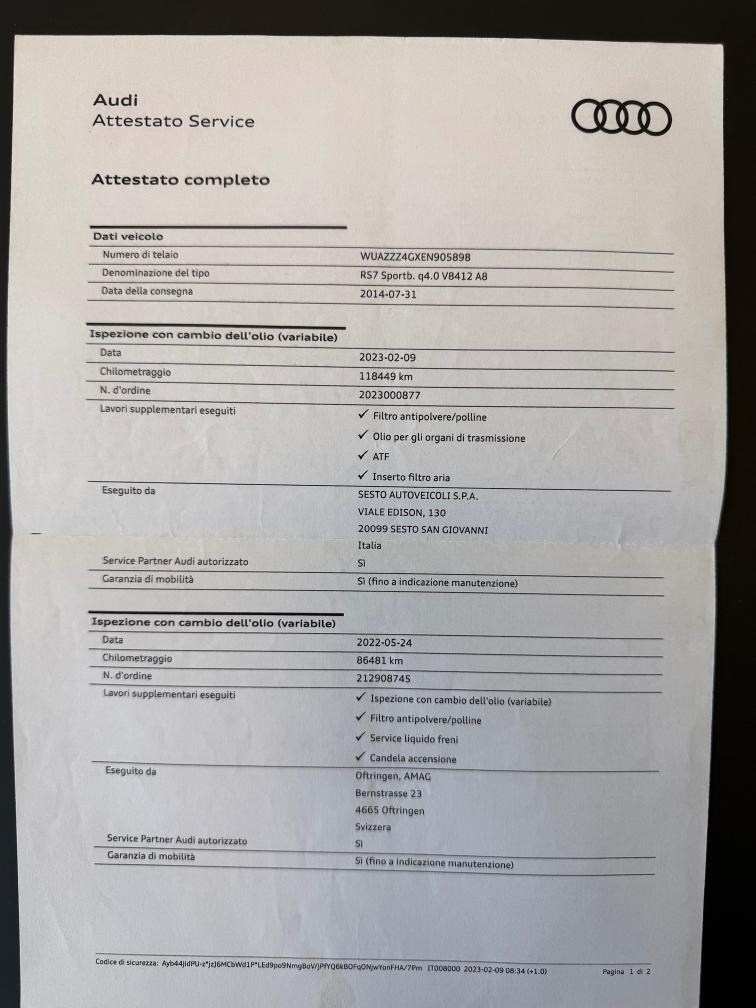 Audi
Attestato Service
Attestato completo
Dati veicolo
Numero di telaio WUAZZZ4GXEN905898
Denominazione del tipo RS7 Sportb. q4.0 V8412 A8
Data della consegna 2014-07-31
Ispezione con cambio dell'olio (variabile)
Data 2023-02-09
Chilometraggio 118449 km
N. d'ordine 2023000877
Lavori supplementari eseguiti ✓ Filtro antipolvere/polline
✓ Olio per gli organi di trasmissione
✓ ATF
✓ Inserto filtro aria
Eseguito da SESTO AUTOVEICOLI S.P.A.
VIALE EDISON, 130
20099 SESTO SAN GIOVANNI
Italia
Service Partner Audi autorizzato Sì
Garanzia di mobilità Sì (fino a indicazione manutenzione)
Ispezione con cambio dell'olio (variabile)
Data 2022-05-24
Chilometraggio 86481 km
N. d'ordine 212908745
Lavori supplementari eseguiti ✓ Ispezione con cambio dell'olio (variabile)
✓ Filtro antipolvere/polline
✓ Service liquido freni
✓ Candela accensione
Eseguito da Oftringen, AMAG
Bernstrasse 23
4665 Oftringen
Svizzera
Service Partner Audi autorizzato Sì
Garanzia di mobilità Sì (fino a indicazione manutenzione)
Codice di sicurezza: IT008000 2023-02-09 08:34 (+1.0) Pagina 1 di 2